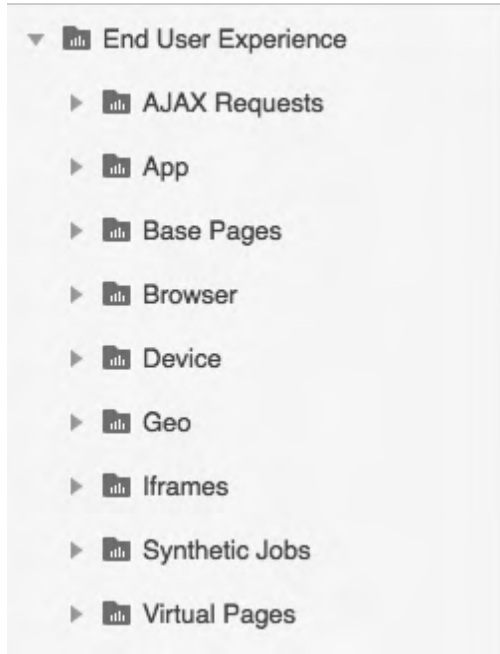 End User Experience
AJAX Requests
App
Base Pages
Browser
Device
Geo
Iframes
Synthetic Jobs
Virtual Pages